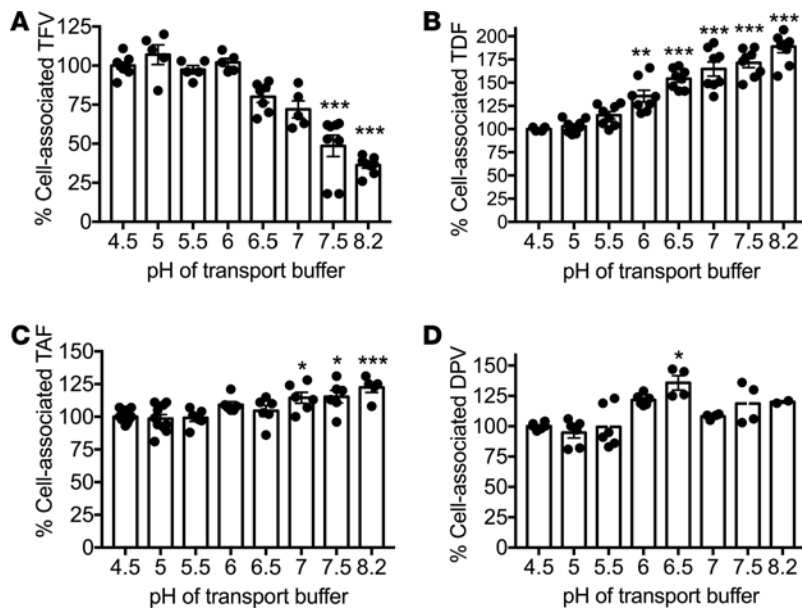 A
% Cell-associated TFV
125
100
75
50
25
0
*** ***
4.5 5 5.5 6 6.5 7 7.5 8.2
pH of transport buffer
B
% Cell-associated TDF
200
175
150
125
100
75
50
25
0
** *** *** *** ***
4.5 5 5.5 6 6.5 7 7.5 8.2
pH of transport buffer
C
% Cell-associated TAF
150
125
100
75
50
25
0
* * ***
4.5 5 5.5 6 6.5 7 7.5 8.2
pH of transport buffer
D
% Cell-associated DPV
150
125
100
75
50
25
0
*
4.5 5 5.5 6 6.5 7 7.5 8.2
pH of transport buffer